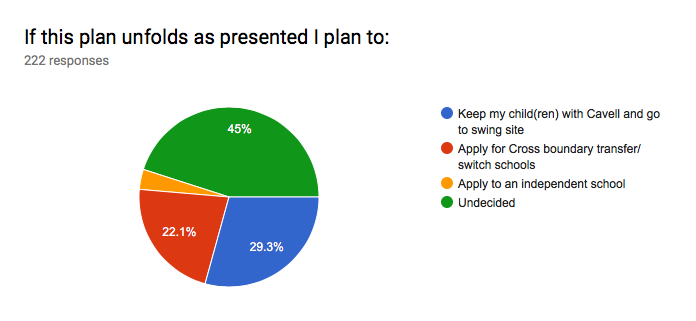 If this plan unfolds as presented I plan to:
222 responses
45%
22.1%
29.3%
Keep my child(ren) with Cavell and go
to swing site
Apply for Cross boundary transfer/
switch schools
Apply to an independent school
Undecided